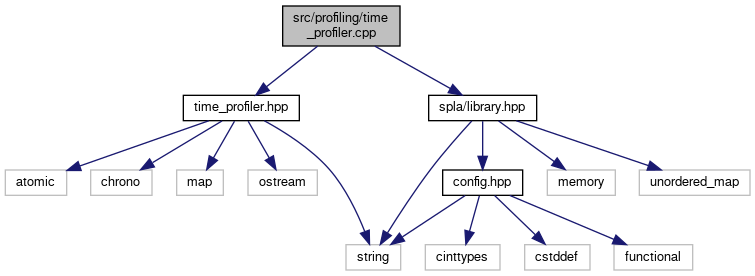 src/profiling/time
_profiler.cpp
time_profiler.hpp
spla/library.hpp
atomic
chrono
map
ostream
config.hpp
memory
unordered_map
string
cinttypes
cstddef
functional